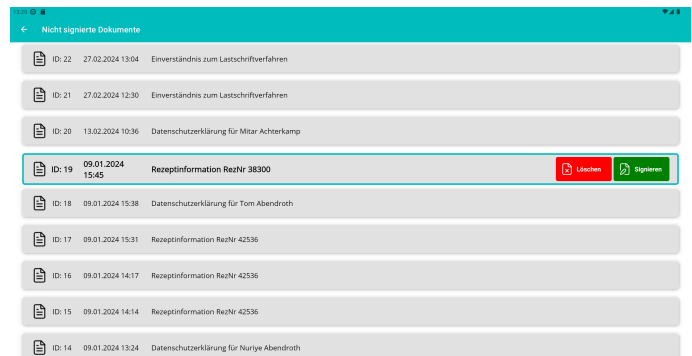 13:20
Nicht signierte Dokumente
ID: 22 27.02.2024 13:04 Einverständnis zum Lastschriftverfahren
ID: 21 27.02.2024 12:30 Einverständnis zum Lastschriftverfahren
ID: 20 13.02.2024 10:36 Datenschutzerklärung für Mitar Achterkamp
ID: 19 09.01.2024 15:45 Rezeptinformation RezNr 38300 Löschen Signieren
ID: 18 09.01.2024 15:38 Datenschutzerklärung für Tom Abendroth
ID: 17 09.01.2024 15:31 Rezeptinformation RezNr 42536
ID: 16 09.01.2024 14:17 Rezeptinformation RezNr 42536
ID: 15 09.01.2024 14:14 Rezeptinformation RezNr 42536
ID: 14 09.01.2024 13:24 Datenschutzerklärung für Nuriye Abendroth